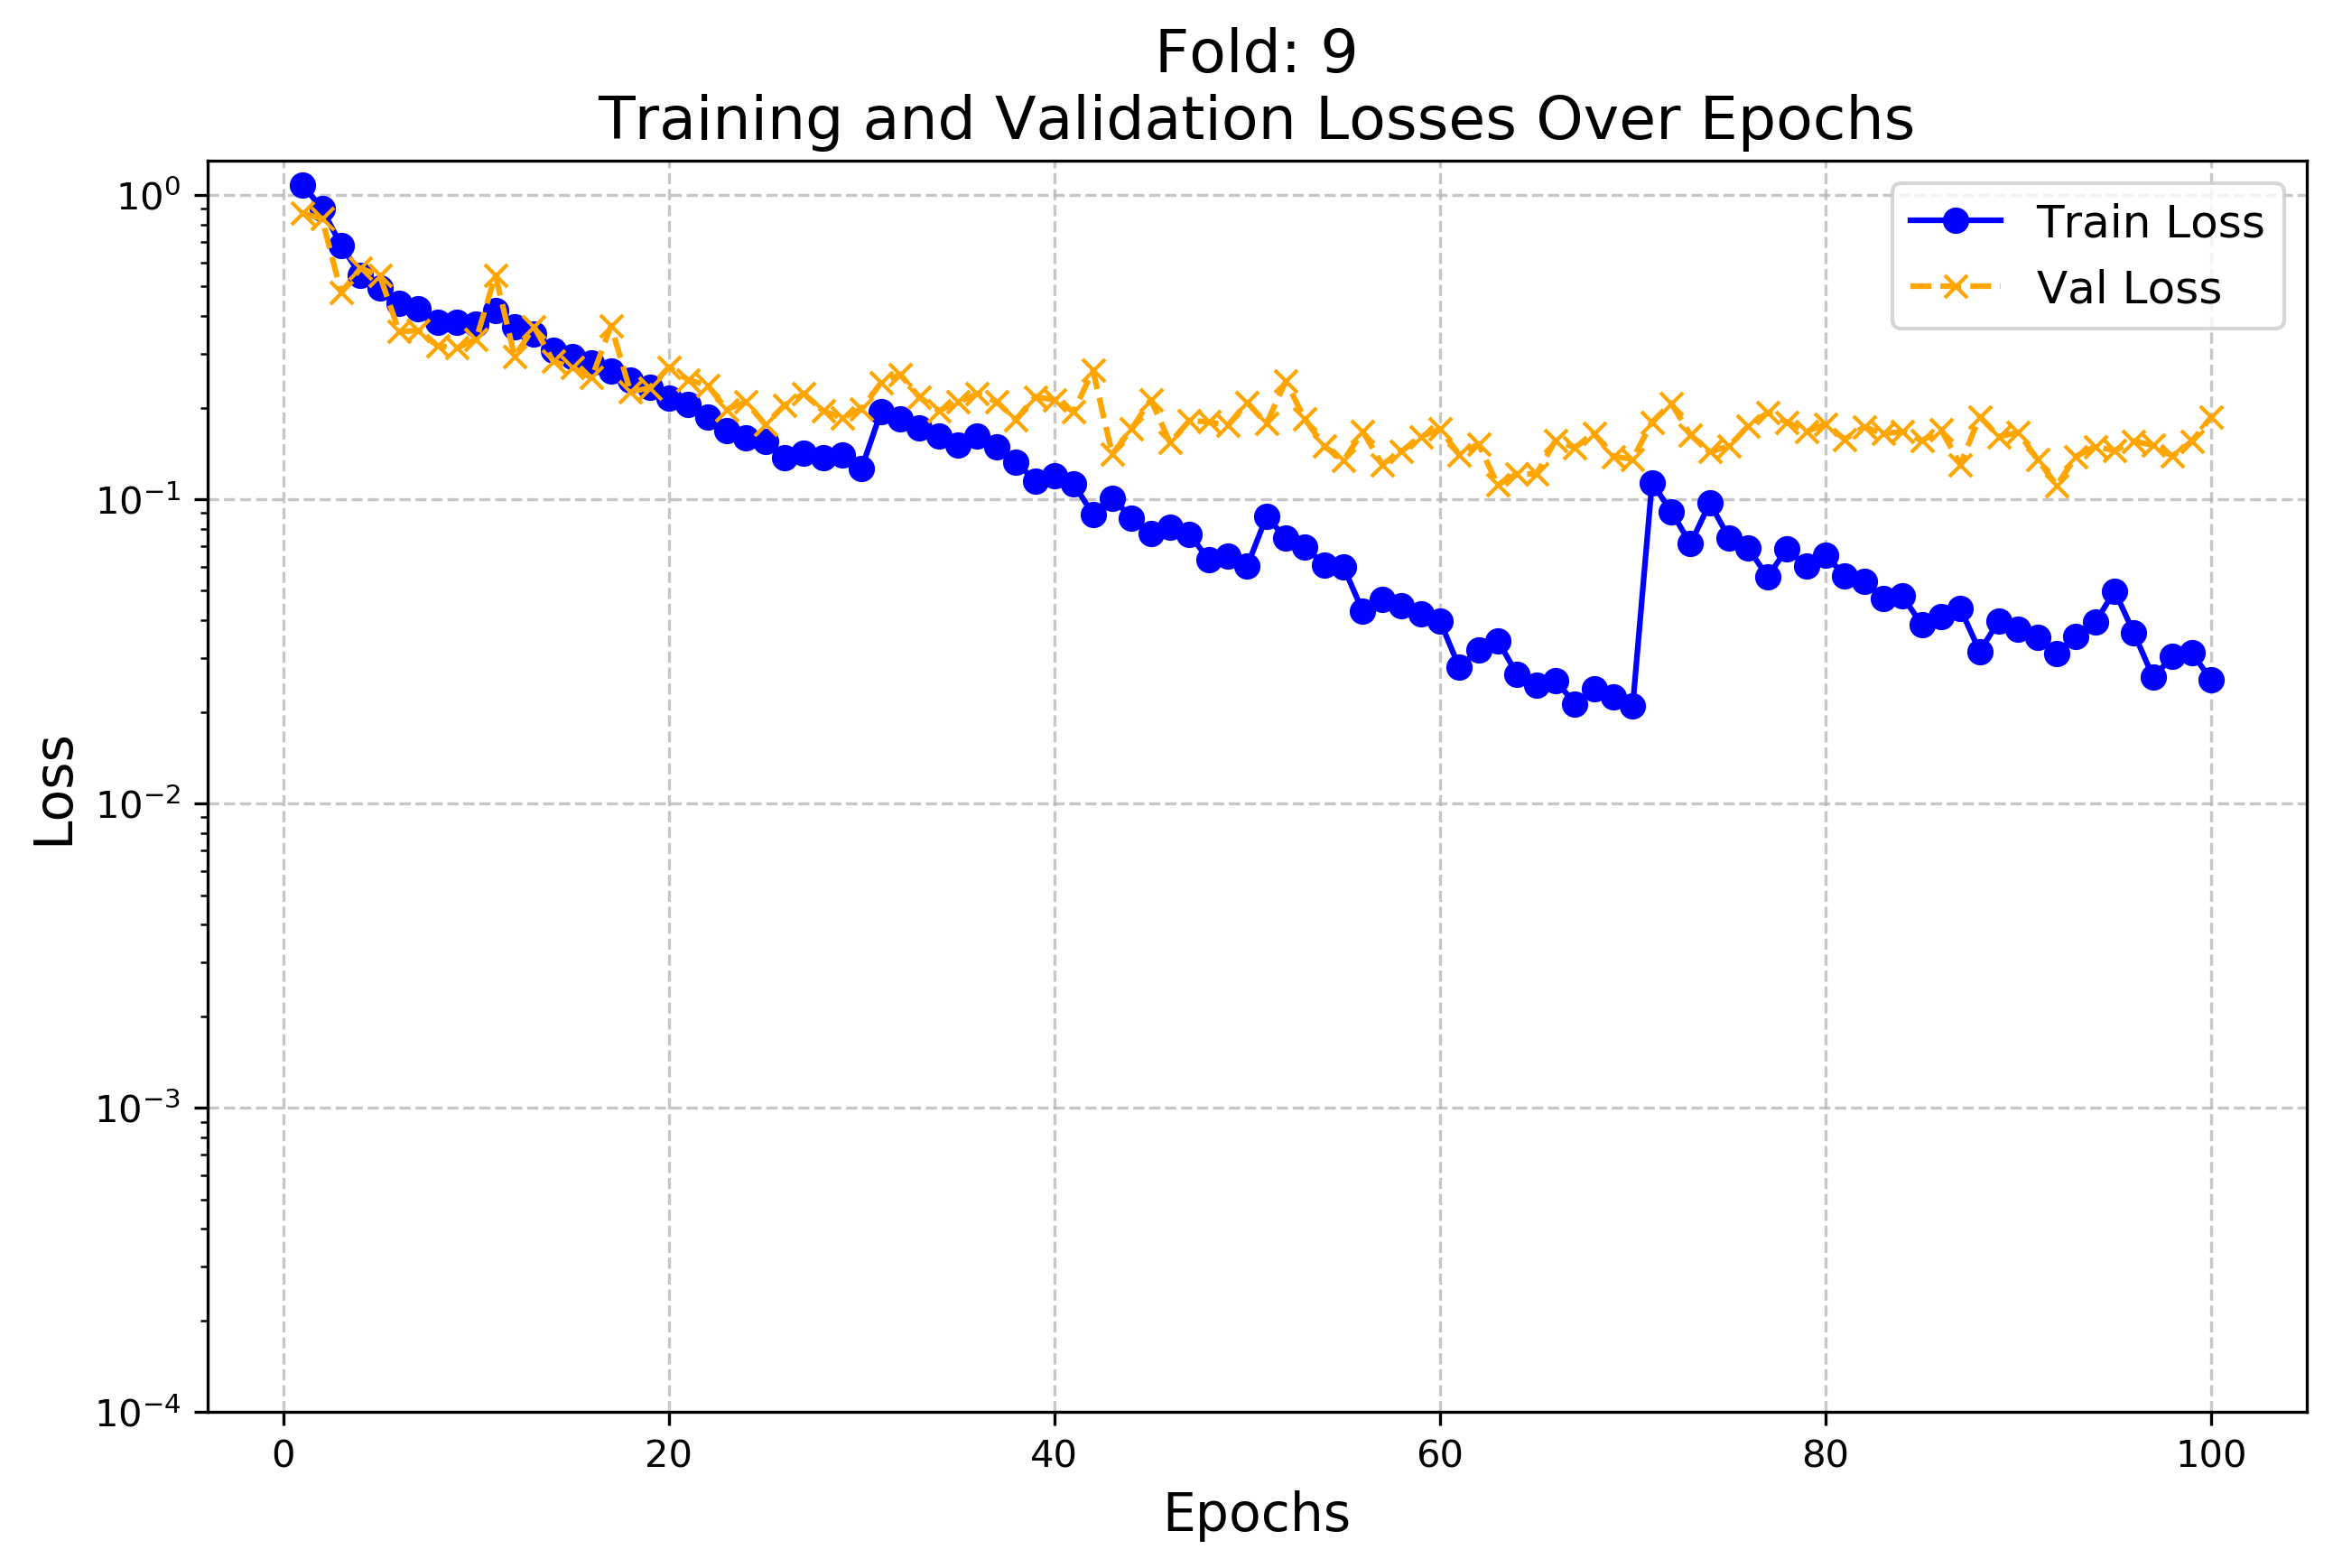 Fold: 9
Training and Validation Losses Over Epochs
Train Loss
Val Loss
Loss
10⁰
10⁻¹
10⁻²
10⁻³
10⁻⁴
0 20 40 60 80 100
Epochs